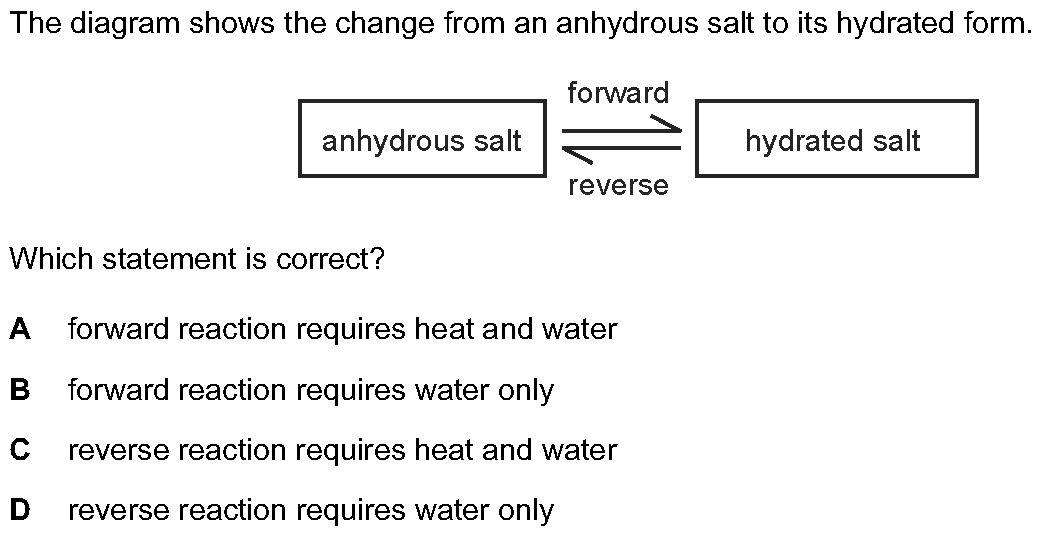 The diagram shows the change from an anhydrous salt to its hydrated form.
forward
anhydrous salt
hydrated salt
reverse
Which statement is correct?
A forward reaction requires heat and water
B forward reaction requires water only
C reverse reaction requires heat and water
D reverse reaction requires water only